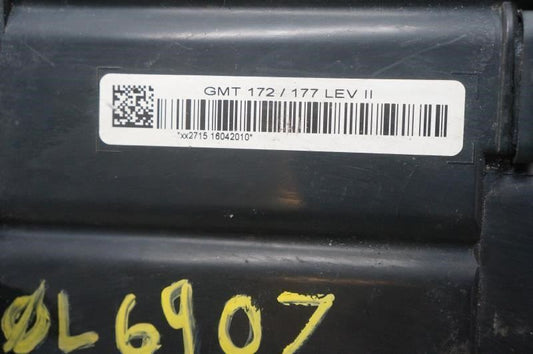 GMT 172 / 177 LEV II
*xx2715 16042010*
ØL6907